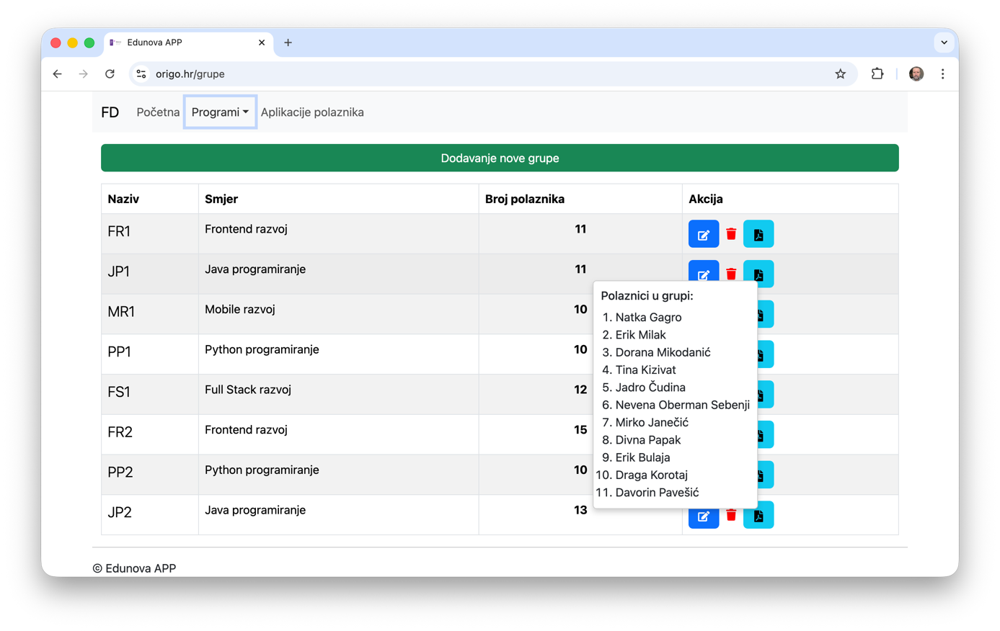 Edunova APP
origo.hr/grupe
FD Početna Programi Aplikacije polaznika
Dodavanje nove grupe
Naziv Smjer Broj polaznika Akcija
FR1 Frontend razvoj 11
JP1 Java programiranje 11
MR1 Mobile razvoj 10
PP1 Python programiranje 10
FS1 Full Stack razvoj 12
FR2 Frontend razvoj 15
PP2 Python programiranje 10
JP2 Java programiranje 13
Polaznici u grupi:
1. Natka Gagro
2. Erik Milak
3. Dorana Mikodanić
4. Tina Kizivat
5. Jadro Čudina
6. Nevena Oberman Sebenji
7. Mirko Janečić
8. Divna Papak
9. Erik Bulaja
10. Draga Korotaj
11. Davorin Pavešić
© Edunova APP